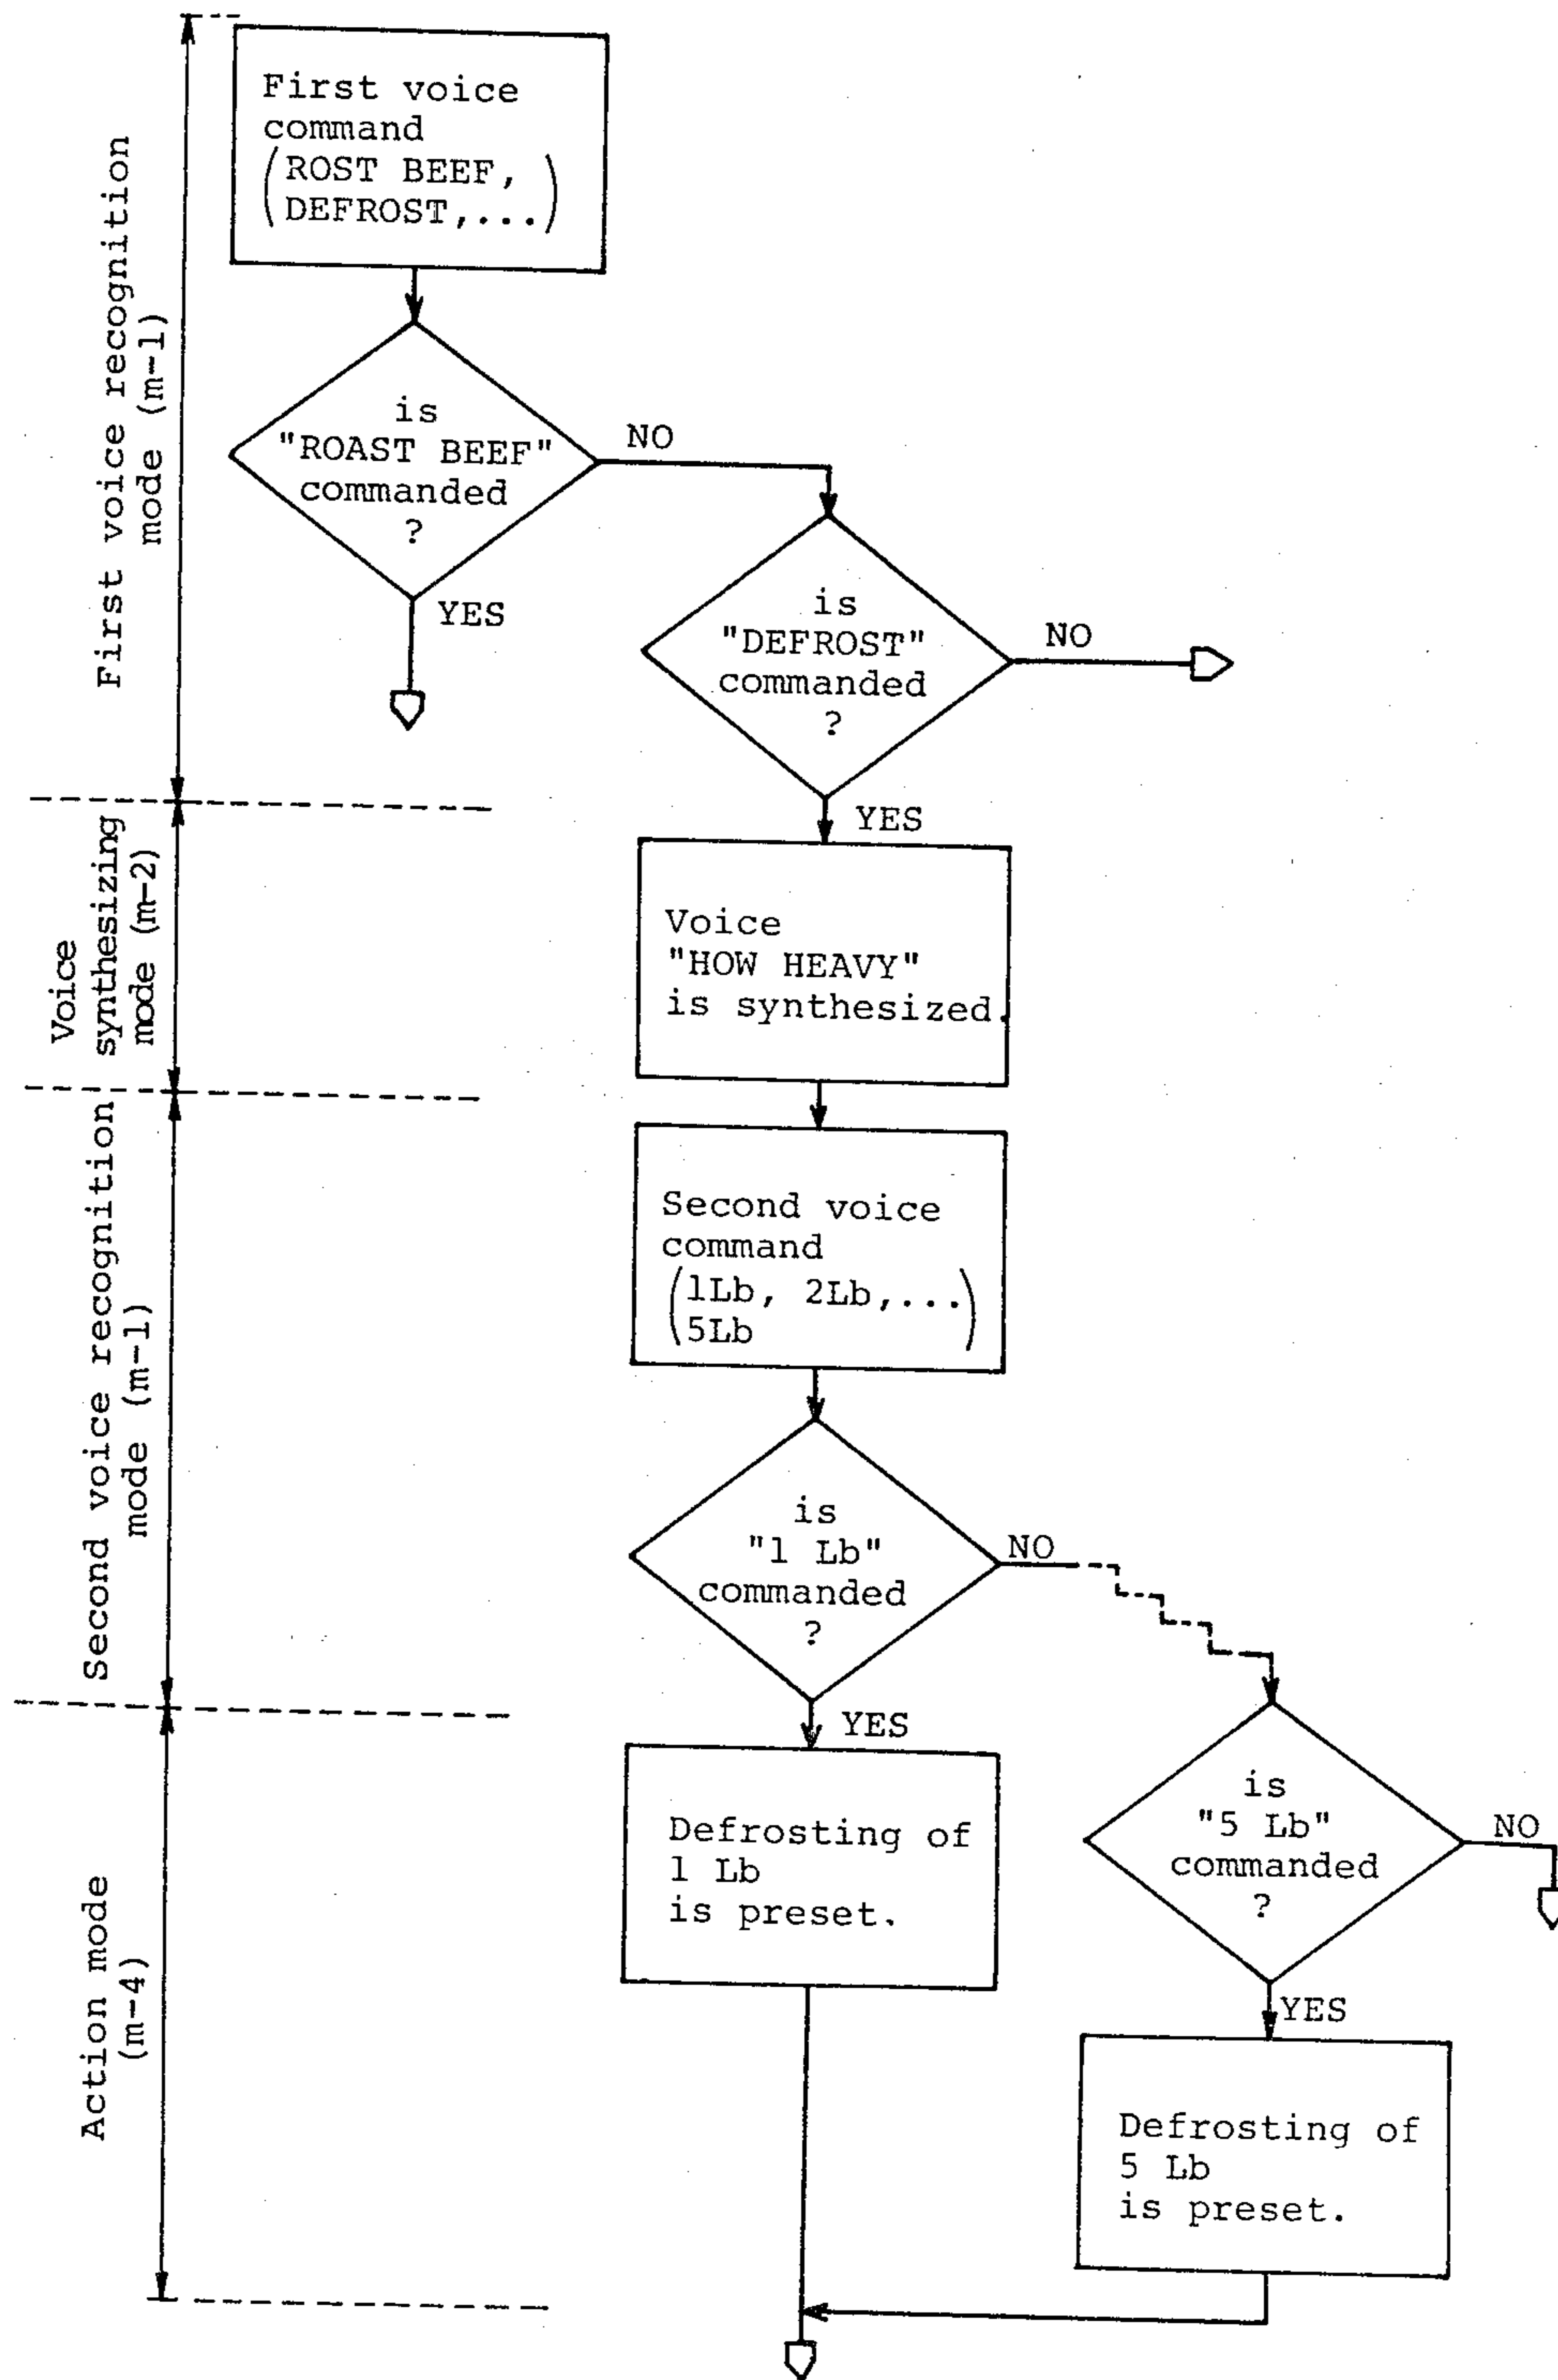 First voice recognition
mode (m-1)
First voice
command
(ROST BEEF,
DEFROST,...)
is
"ROAST BEEF"
commanded
?
NO
YES
is
"DEFROST"
commanded
?
NO
YES
Voice
synthesizing
mode (m-2)
Voice
"HOW HEAVY"
is synthesized.
Second voice recognition
mode (m-1)
Second voice
command
(1Lb, 2Lb,...
5Lb)
is
"1 Lb"
commanded
?
NO
YES
Action mode
(m-4)
Defrosting of
1 Lb
is preset.
is
"5 Lb"
commanded
?
NO
YES
Defrosting of
5 Lb
is preset.